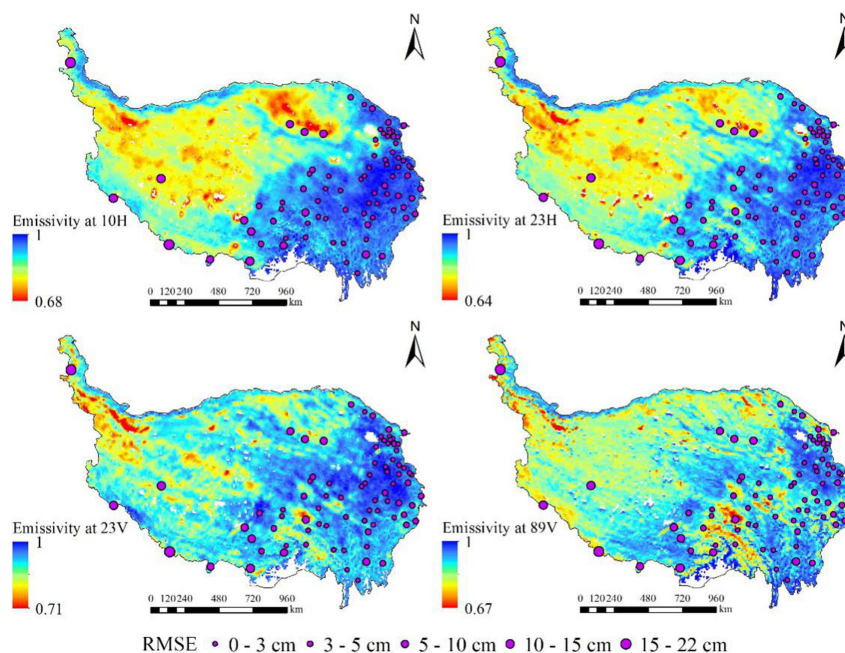 N
N
Emissivity at 10H
1
0.68
0 120 240 480 720 960
km
Emissivity at 23H
1
0.64
0 120 240 480 720 960
km
N
N
Emissivity at 23V
1
0.71
0 120 240 480 720 960
km
Emissivity at 89V
1
0.67
0 120 240 480 720 960
km
RMSE 0 - 3 cm 3 - 5 cm 5 - 10 cm 10 - 15 cm 15 - 22 cm